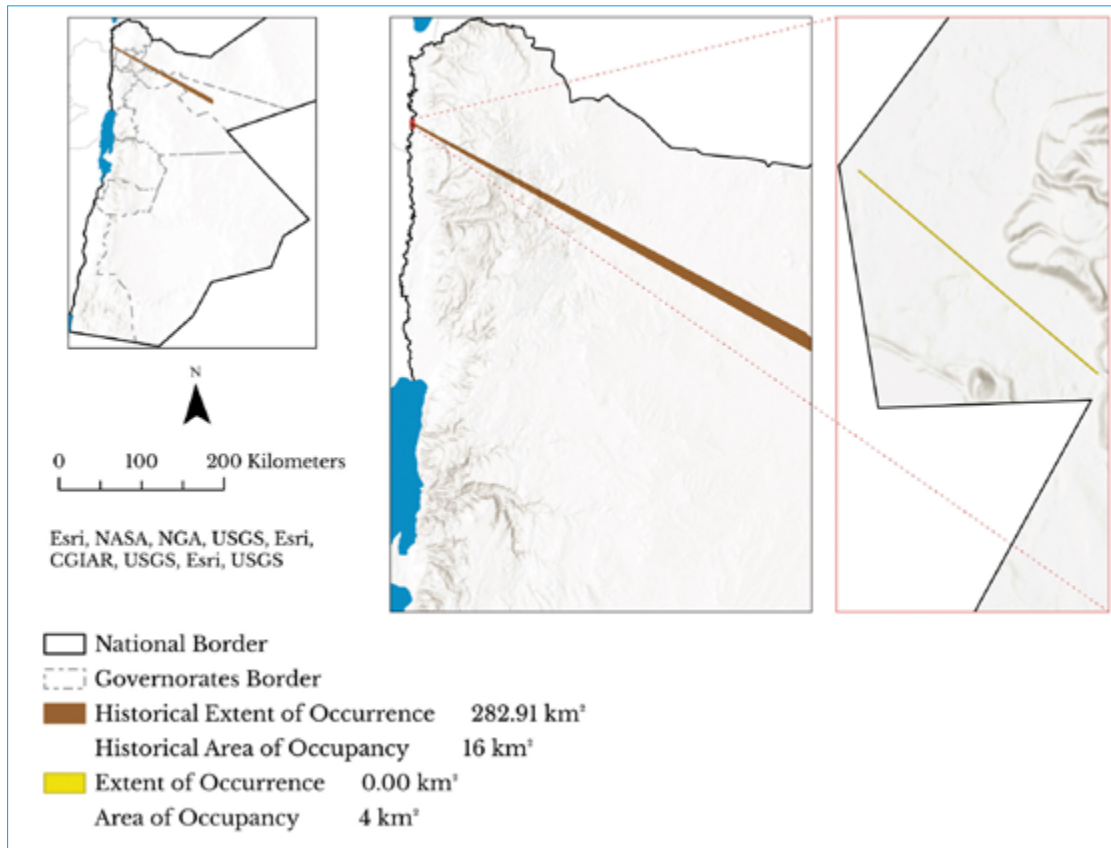 N
0 100 200 Kilometers
Esri, NASA, NGA, USGS, Esri,
CGIAR, USGS, Esri, USGS
National Border
Governorates Border
Historical Extent of Occurrence 282.91 km²
Historical Area of Occupancy 16 km²
Extent of Occurrence 0.00 km²
Area of Occupancy 4 km²